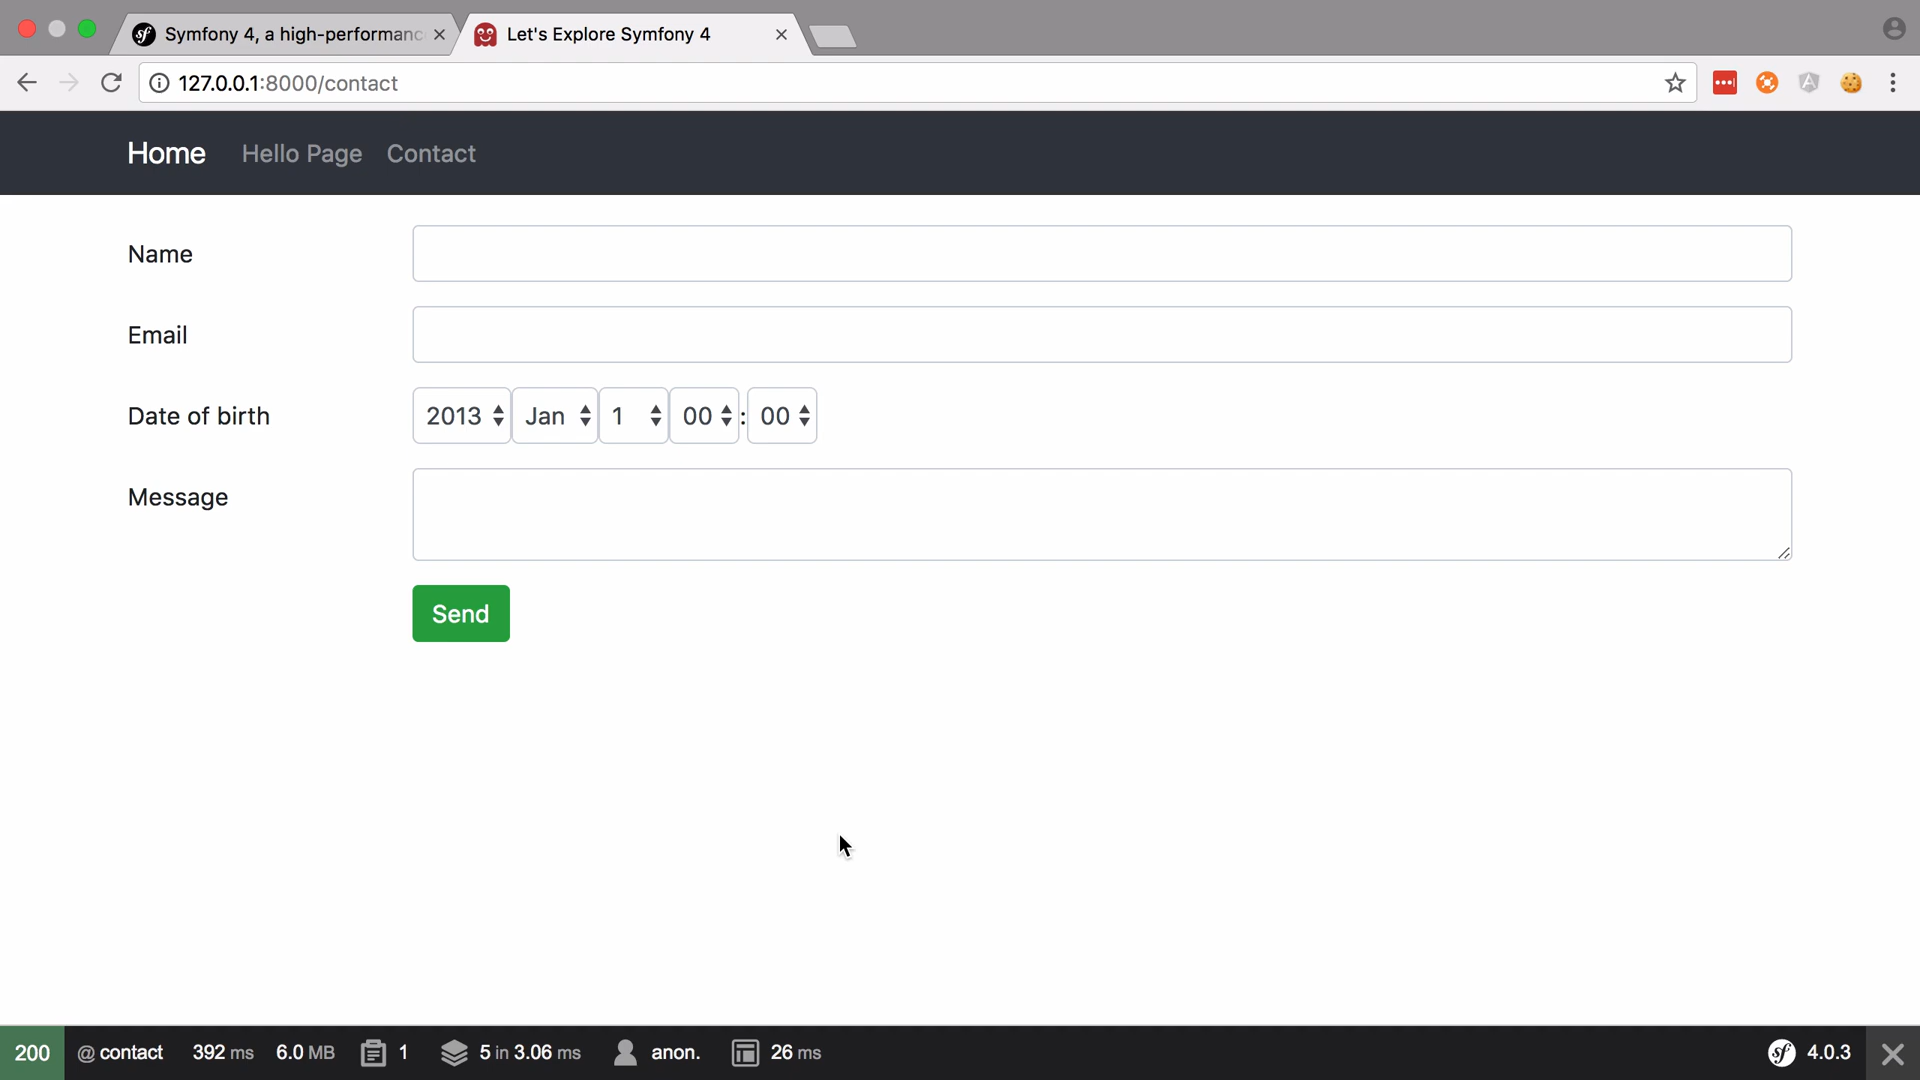 Symfony 4, a high-performanc
Let's Explore Symfony 4
127.0.0.1:8000/contact
Home Hello Page Contact
Name
Email
Date of birth 2013 Jan 1 00 : 00
Message
Send
200 @ contact 392 ms 6.0 MB 1 5 in 3.06 ms anon. 26 ms sf 4.0.3